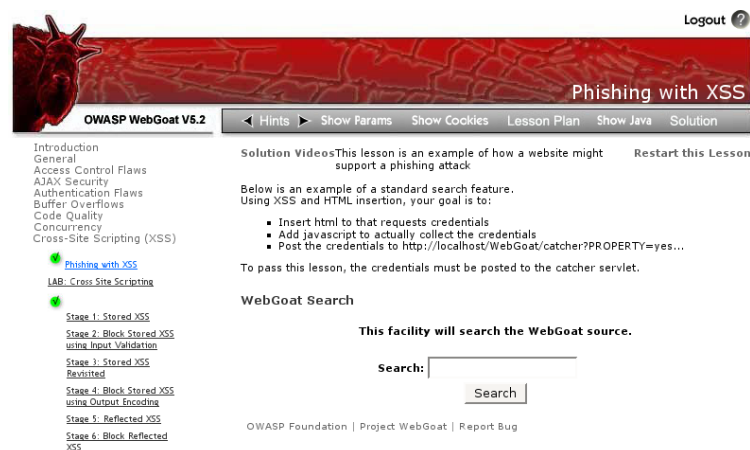 Logout ?
Phishing with XSS
OWASP WebGoat V5.2
Hints Show Params Show Cookies Lesson Plan Show Java Solution
Introduction
General
Access Control Flaws
AJAX Security
Authentication Flaws
Buffer Overflows
Code Quality
Concurrency
Cross-Site Scripting (XSS)
Phishing with XSS
LAB: Cross Site Scripting
Stage 1: Stored XSS
Stage 2: Block Stored XSS
using Input Validation
Stage 3: Stored XSS
Revisited
Stage 4: Block Stored XSS
using Output Encoding
Stage 5: Reflected XSS
Stage 6: Block Reflected
XSS
Solution Videos This lesson is an example of how a website might
support a phishing attack
Restart this Lesson
Below is an example of a standard search feature.
Using XSS and HTML insertion, your goal is to:
Insert html to that requests credentials
Add javascript to actually collect the credentials
Post the credentials to http://localhost/WebGoat/catcher?PROPERTY=yes...
To pass this lesson, the credentials must be posted to the catcher servlet.
WebGoat Search
This facility will search the WebGoat source.
Search:
Search
OWASP Foundation | Project WebGoat | Report Bug